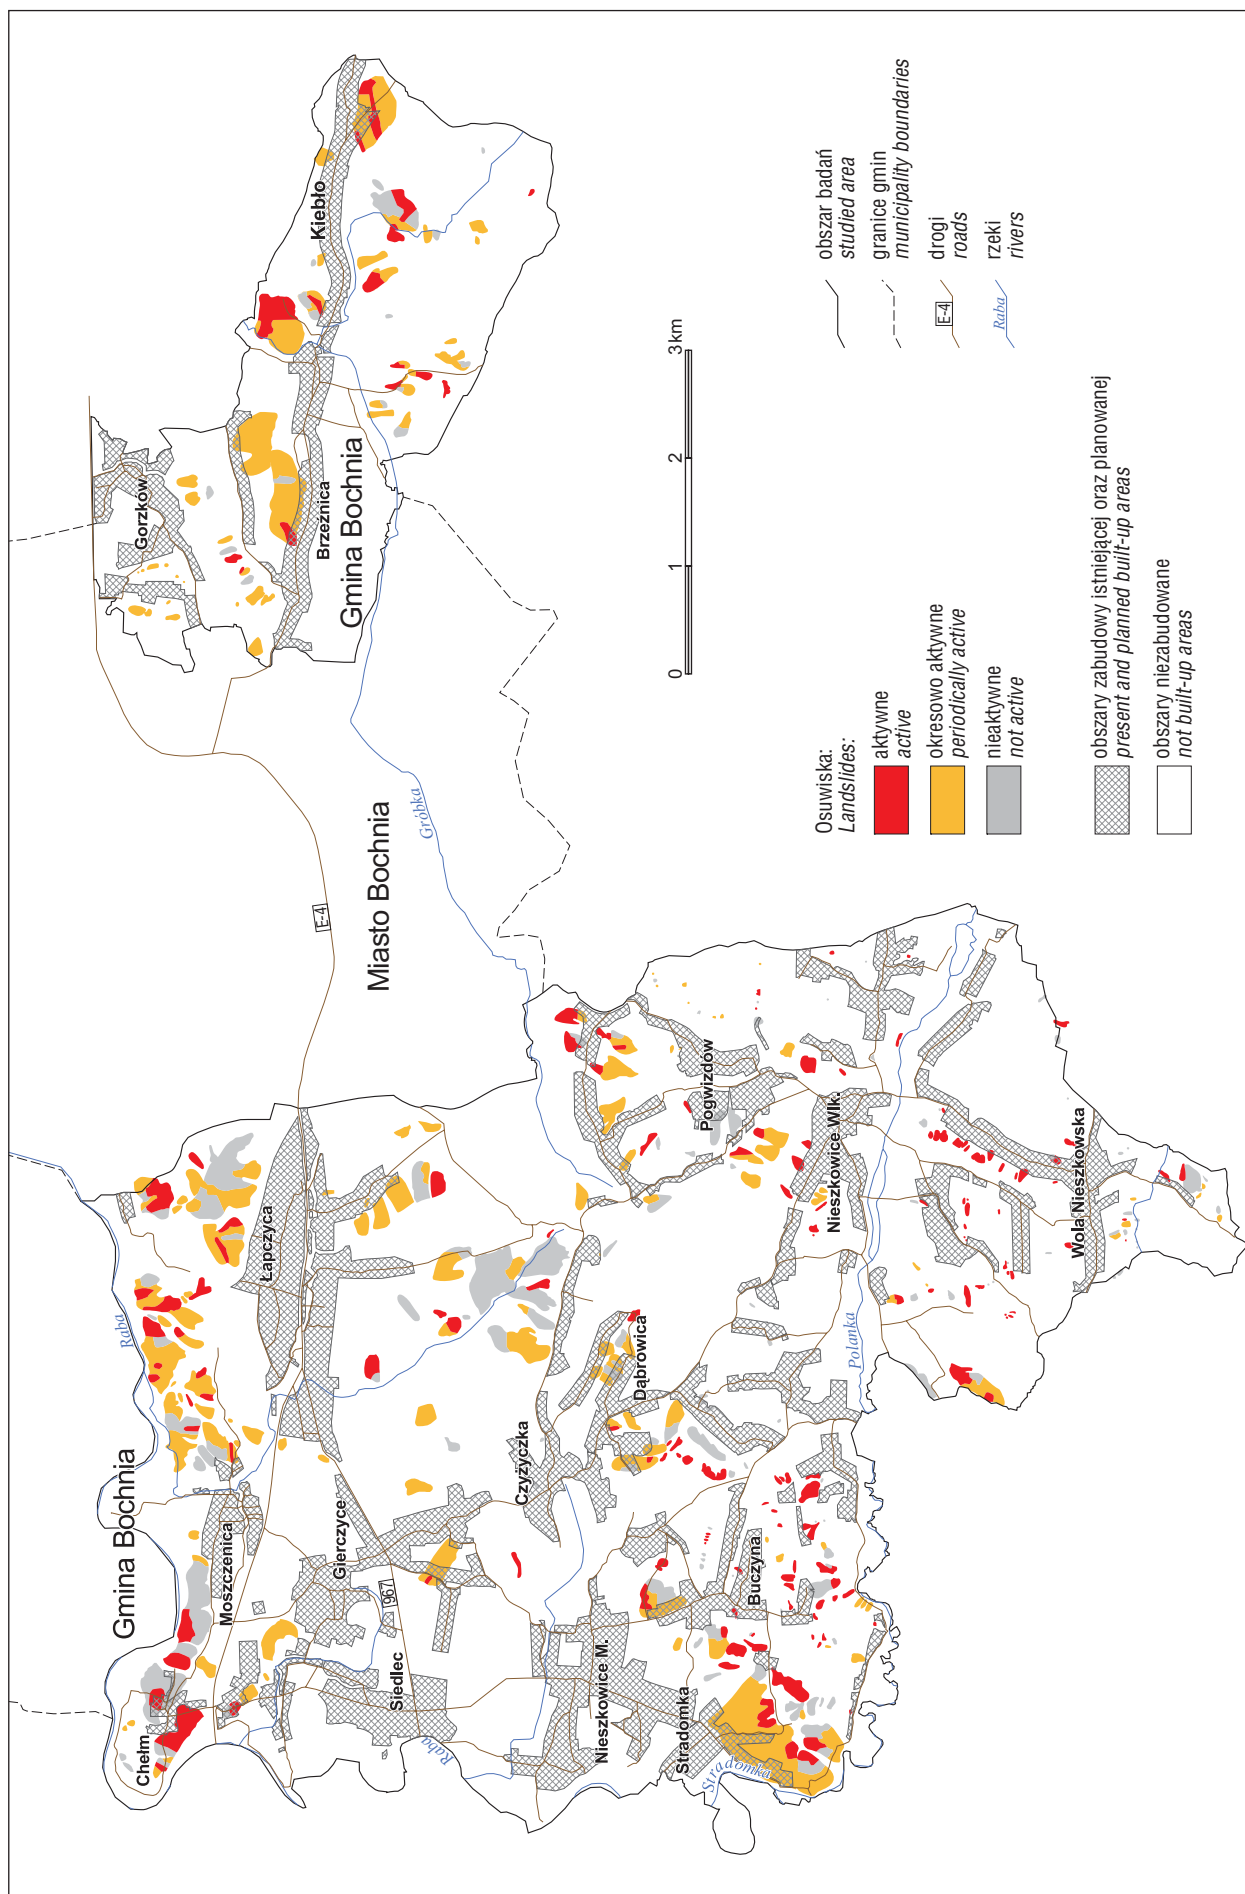 Gmina Bochnia
Chełm
Moszczenica
Raba
Łapczyca
Gierczyce
Siedlec
967
Raba
Czyżyczka
Nieszkowice M.
Dąbrowica
Stradomka
Stradomka
Buczyna
Pogwizdów
Nieszkowice Wlk.
Polanka
Wola Nieszkowska
E-4
Miasto Bochnia
Gróbka
Gorzków
Brzeźnica
Gmina Bochnia
Kiebło
0 1 2 3km
Osuwiska:
Landslides:
aktywne
active
okresowo aktywne
periodically active
nieaktywne
not active
obszary zabudowy istniejącej oraz planowanej
present and planned built-up areas
obszary niezabudowane
not built-up areas
obszar badań
studied area
granice gmin
municipality boundaries
E-4
drogi
roads
Raba
rzeki
rivers